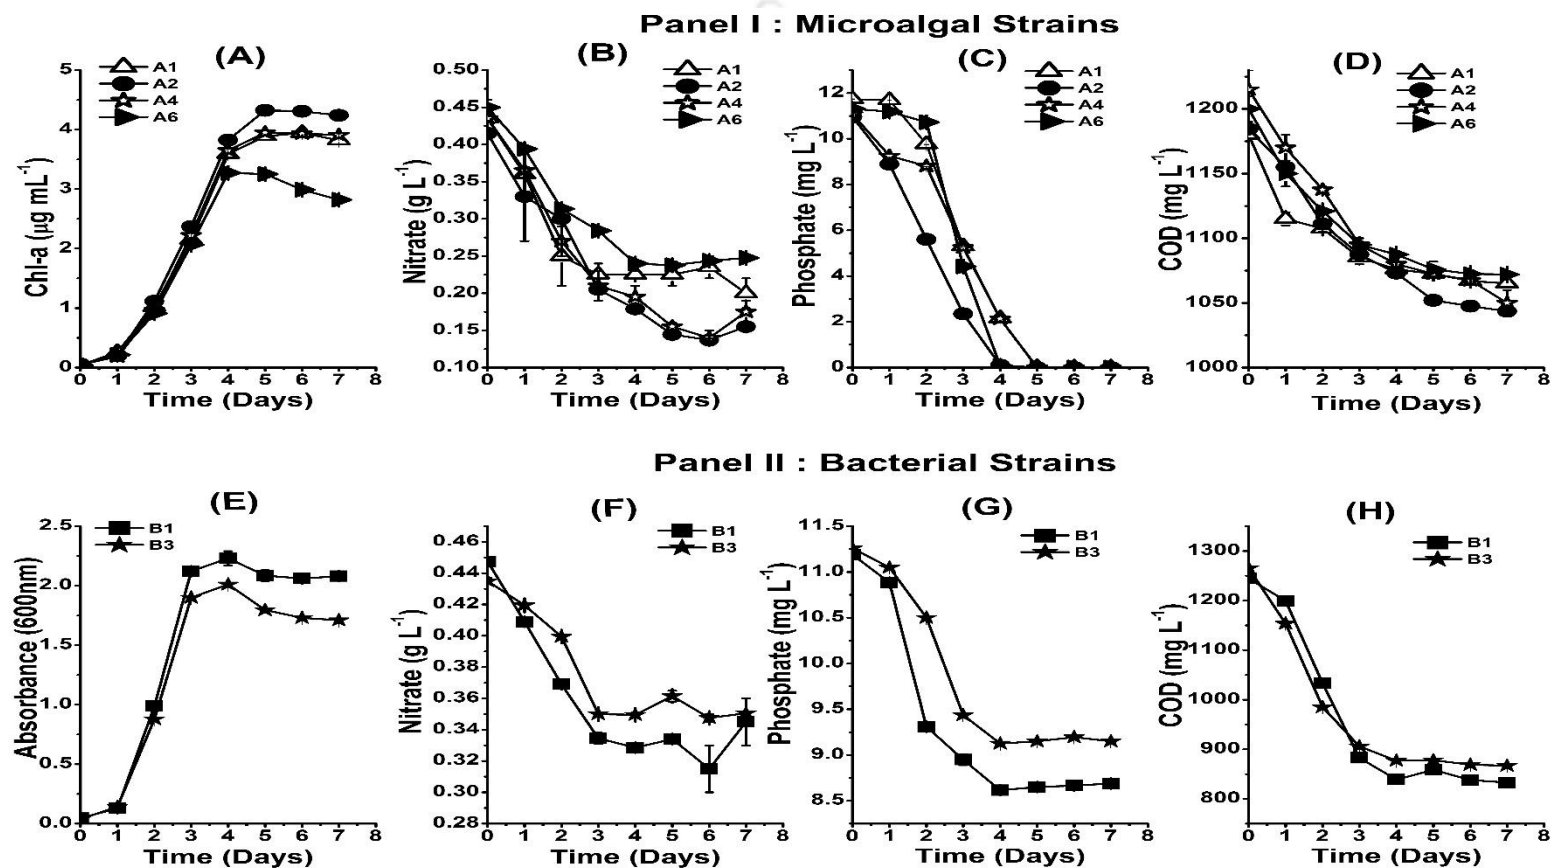 Panel I : Microalgal Strains
(A)
A1
A2
A4
A6
Chl-a (μg mL⁻¹)
5
4
3
2
1
0
0 1 2 3 4 5 6 7 8
Time (Days)
(B)
A1
A2
A4
A6
Nitrate (g L⁻¹)
0.50
0.45
0.40
0.35
0.30
0.25
0.20
0.15
0.10
0 1 2 3 4 5 6 7 8
Time (Days)
(C)
A1
A2
A4
A6
Phosphate (mg L⁻¹)
12
10
8
6
4
2
0
0 1 2 3 4 5 6 7 8
Time (Days)
(D)
A1
A2
A4
A6
COD (mg L⁻¹)
1200
1150
1100
1050
1000
0 1 2 3 4 5 6 7 8
Time (Days)
Panel II : Bacterial Strains
(E)
B1
B3
Absorbance (600nm)
2.5
2.0
1.5
1.0
0.5
0.0
0 1 2 3 4 5 6 7 8
Time (Days)
(F)
B1
B3
Nitrate (g L⁻¹)
0.46
0.44
0.42
0.40
0.38
0.36
0.34
0.32
0.30
0.28
0 1 2 3 4 5 6 7 8
Time (Days)
(G)
B1
B3
Phosphate (mg L⁻¹)
11.5
11.0
10.5
10.0
9.5
9.0
8.5
0 1 2 3 4 5 6 7 8
Time (Days)
(H)
B1
B3
COD (mg L⁻¹)
1300
1200
1100
1000
900
800
0 1 2 3 4 5 6 7 8
Time (Days)